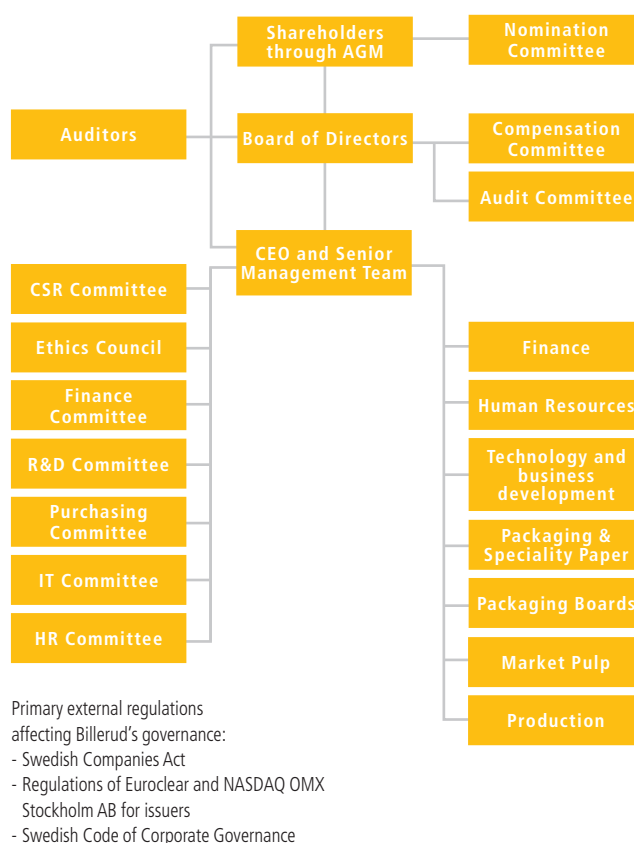 Shareholders
through AGM
Nomination
Committee
Auditors
Board of Directors
Compensation
Committee
Audit Committee
CEO and Senior
Management Team
CSR Committee
Ethics Council
Finance
Committee
R&D Committee
Purchasing
Committee
IT Committee
HR Committee
Finance
Human Resources
Technology and
business
development
Packaging &
Speciality Paper
Packaging Boards
Market Pulp
Production
Primary external regulations
affecting Billerud's governance:
- Swedish Companies Act
- Regulations of Euroclear and NASDAQ OMX
Stockholm AB for issuers
- Swedish Code of Corporate Governance